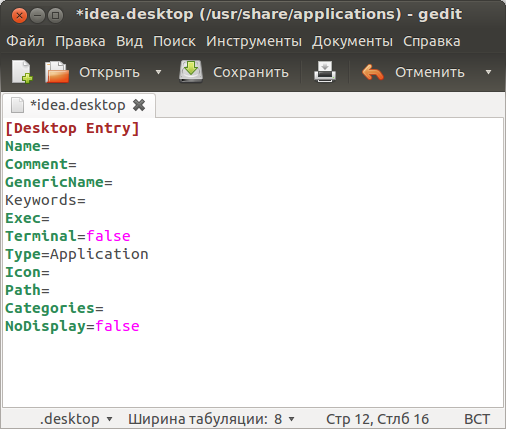 *idea.desktop (/usr/share/applications) - gedit
Файл Правка Вид Поиск Инструменты Документы Справка
Открыть Сохранить Отменить
*idea.desktop
[Desktop Entry]
Name=
Comment=
GenericName=
Keywords=
Exec=
Terminal=false
Type=Application
Icon=
Path=
Categories=
NoDisplay=false
.desktop Ширина табуляции: 8 Стр 12, Стлб 16 ВСТ